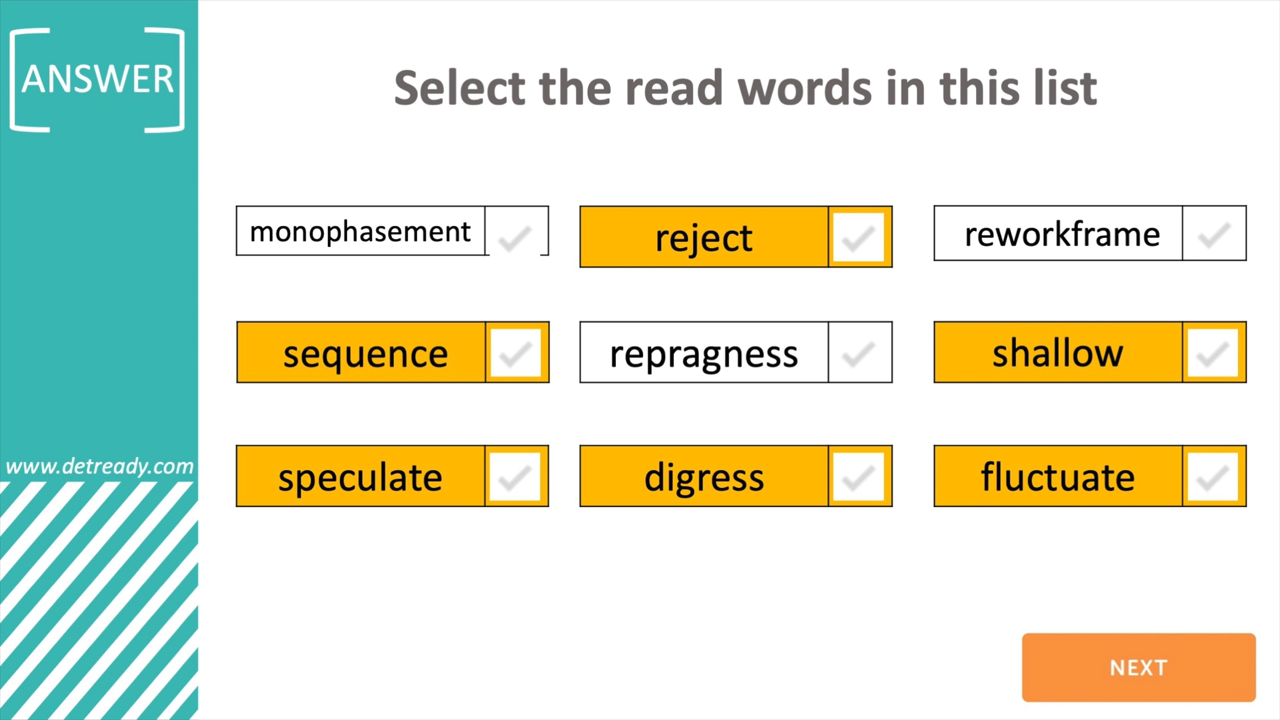 ANSWER
Select the read words in this list
monophasement
reject
reworkframe
sequence
repragness
shallow
speculate
digress
fluctuate
www.detready.com
NEXT